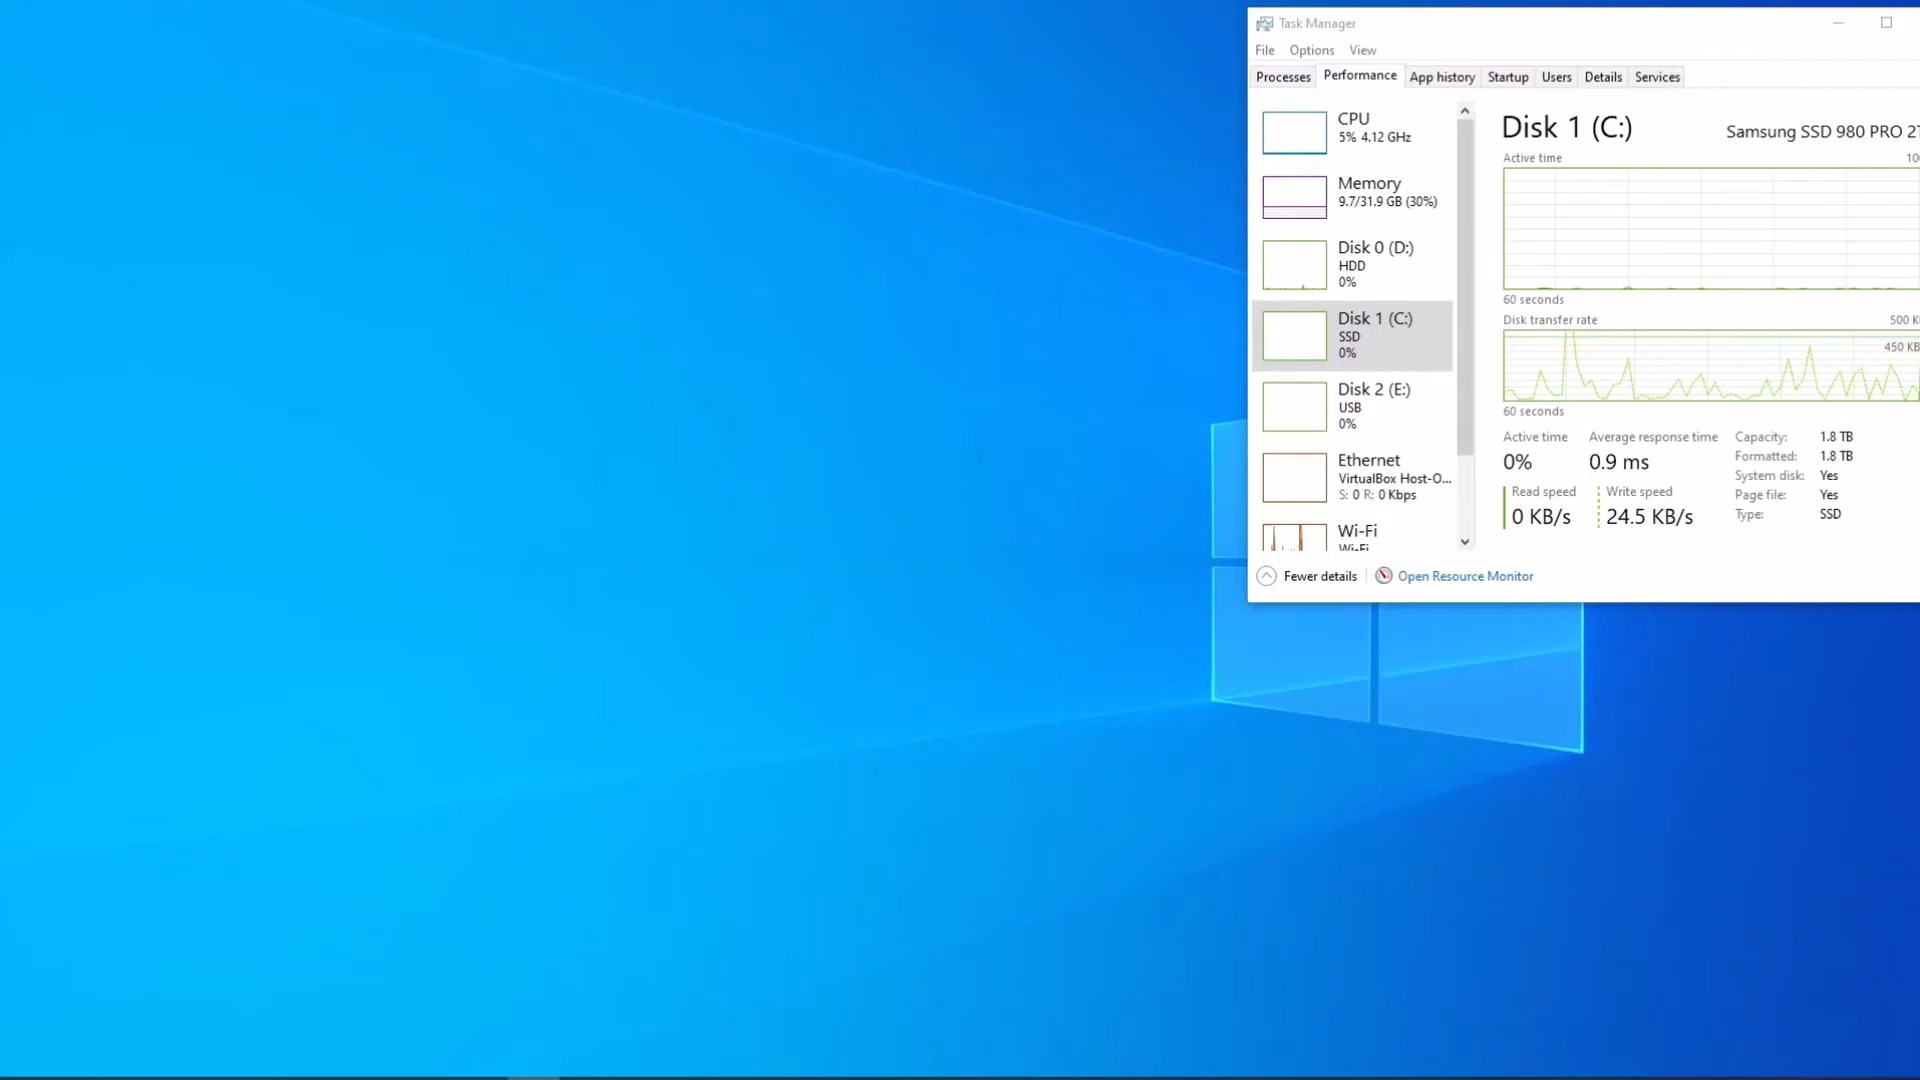 Task Manager
File Options View
Processes Performance App history Startup Users Details Services
CPU
5% 4.12 GHz
Memory
9.7/31.9 GB (30%)
Disk 0 (D:)
HDD
0%
Disk 1 (C:)
SSD
0%
Disk 2 (E:)
USB
0%
Ethernet
VirtualBox Host-O...
S: 0 R: 0 Kbps
Wi-Fi
Wi-Fi
Disk 1 (C:) Samsung SSD 980 PRO
Active time
60 seconds
Disk transfer rate 500
450 KB
60 seconds
Active time Average response time
0% 0.9 ms
Read speed Write speed
0 KB/s 24.5 KB/s
Capacity: 1.8 TB
Formatted: 1.8 TB
System disk: Yes
Page file: Yes
Type: SSD
Fewer details Open Resource Monitor